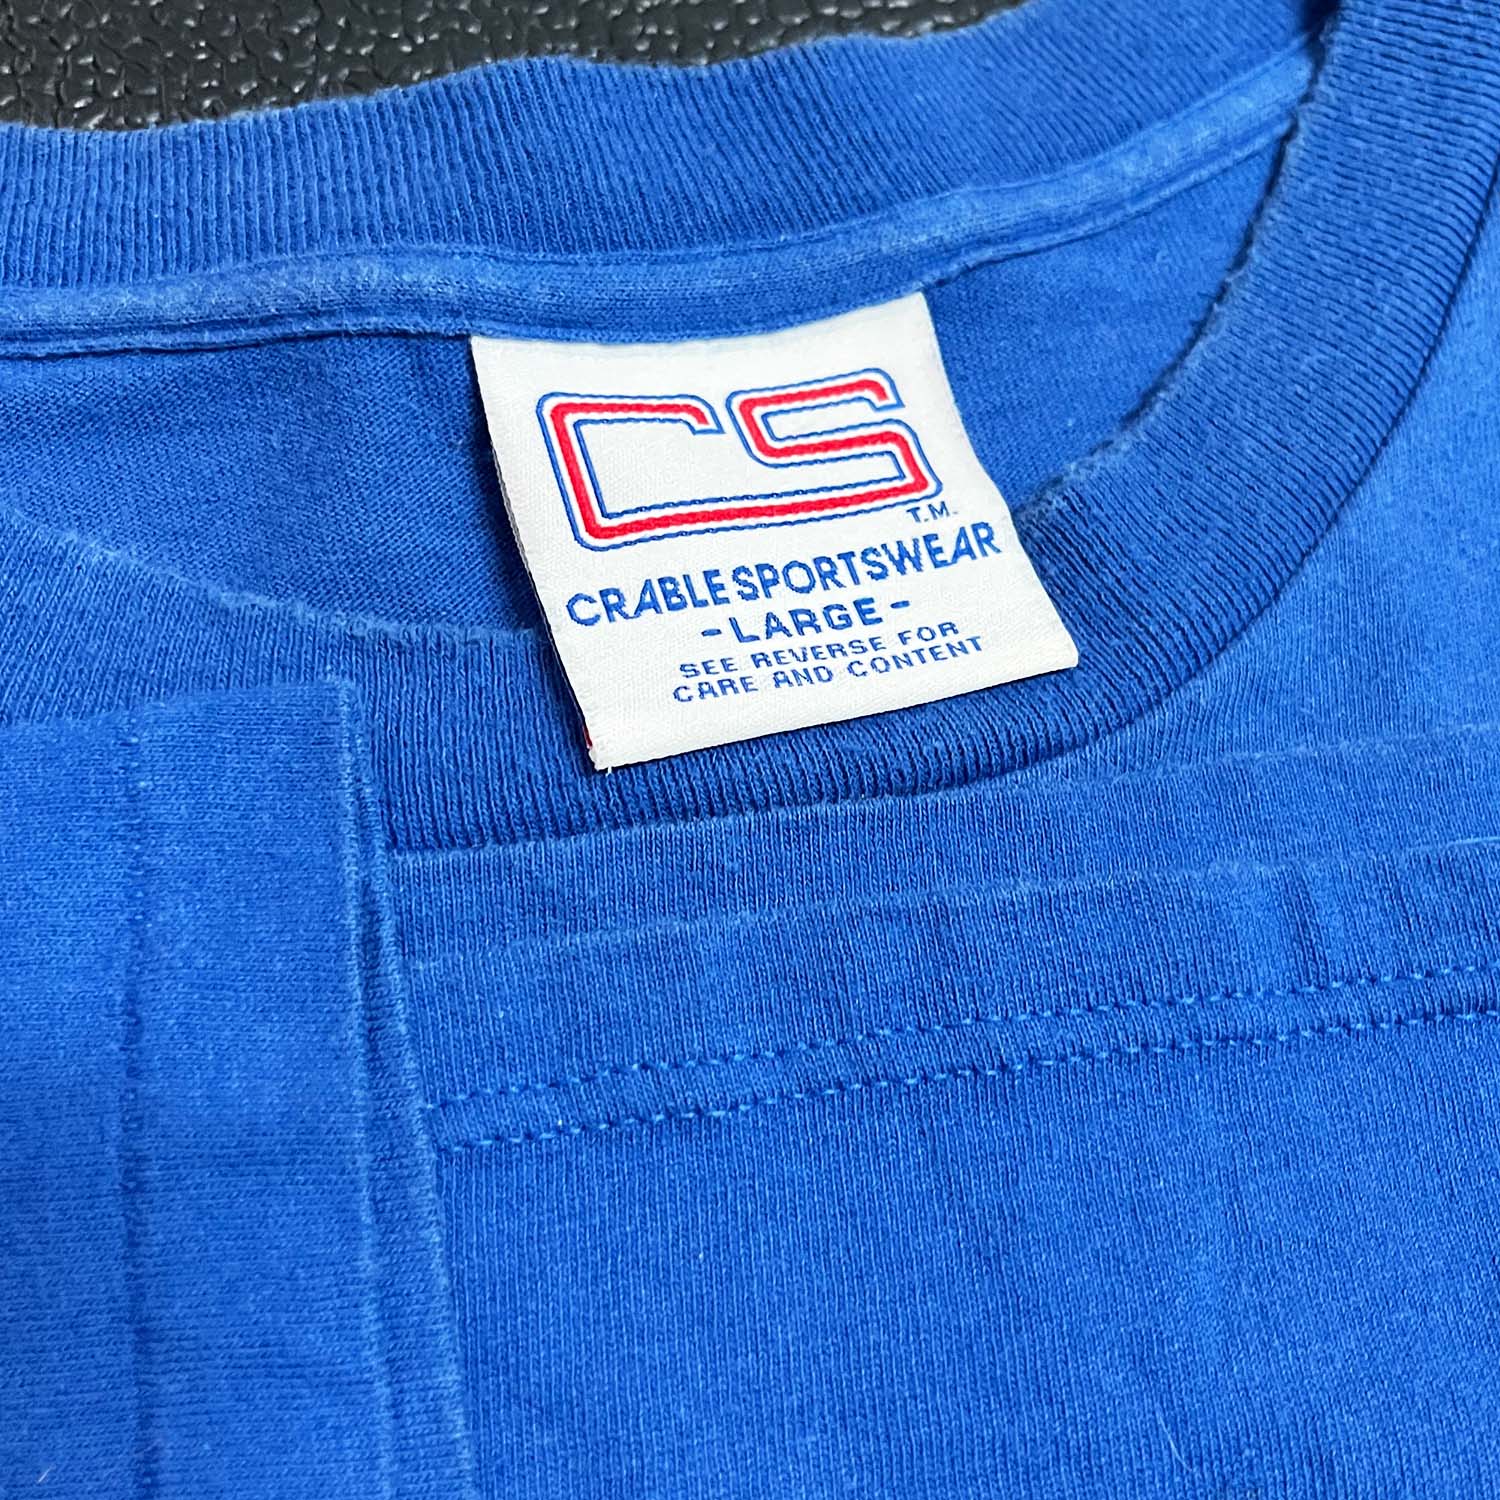 CS
T.M.
CRABLE SPORTSWEAR
- LARGE -
SEE REVERSE FOR
CARE AND CONTENT